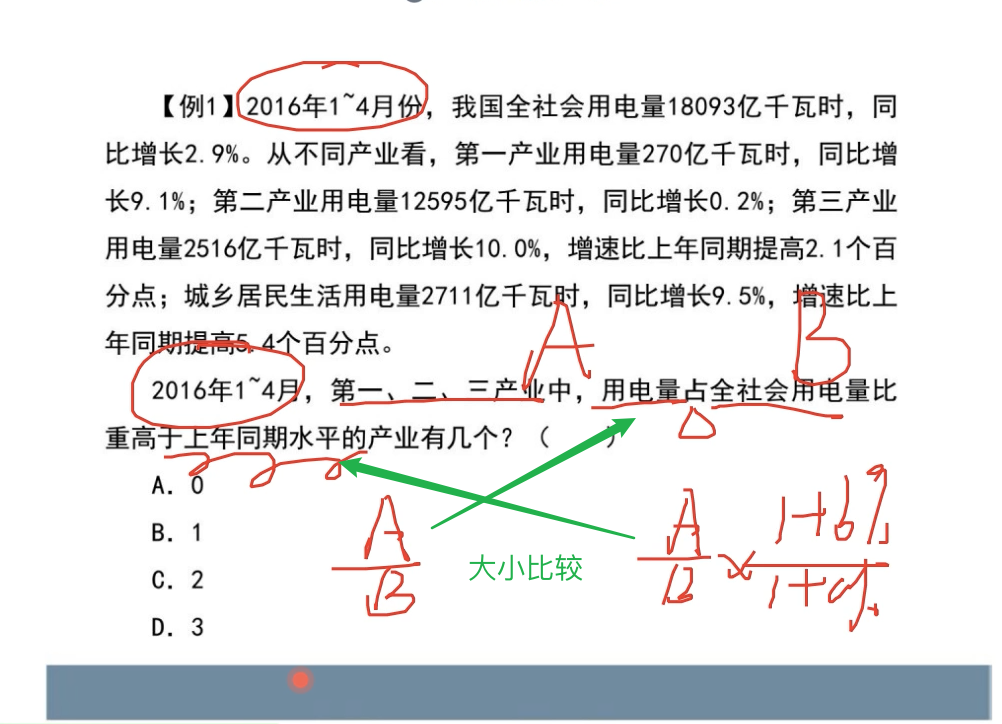 【例1】2016年1~4月份，我国全社会用电量18093亿千瓦时，同
比增长2.9%。从不同产业看，第一产业用电量270亿千瓦时，同比增
长9.1%；第二产业用电量12595亿千瓦时，同比增长0.2%；第三产业
用电量2516亿千瓦时，同比增长10.0%，增速比上年同期提高2.1个百
分点；城乡居民生活用电量2711亿千瓦时，同比增长9.5%，增速比上
年同期提高5.4个百分点。
A B
2016年1~4月，第一、二、三产业中，用电量占全社会用电量比
重高于上年同期水平的产业有几个？（ ）
A. 0
B. 1
C. 2
D. 3
A
B
大小比较
A 1+b%
B × 1+a%